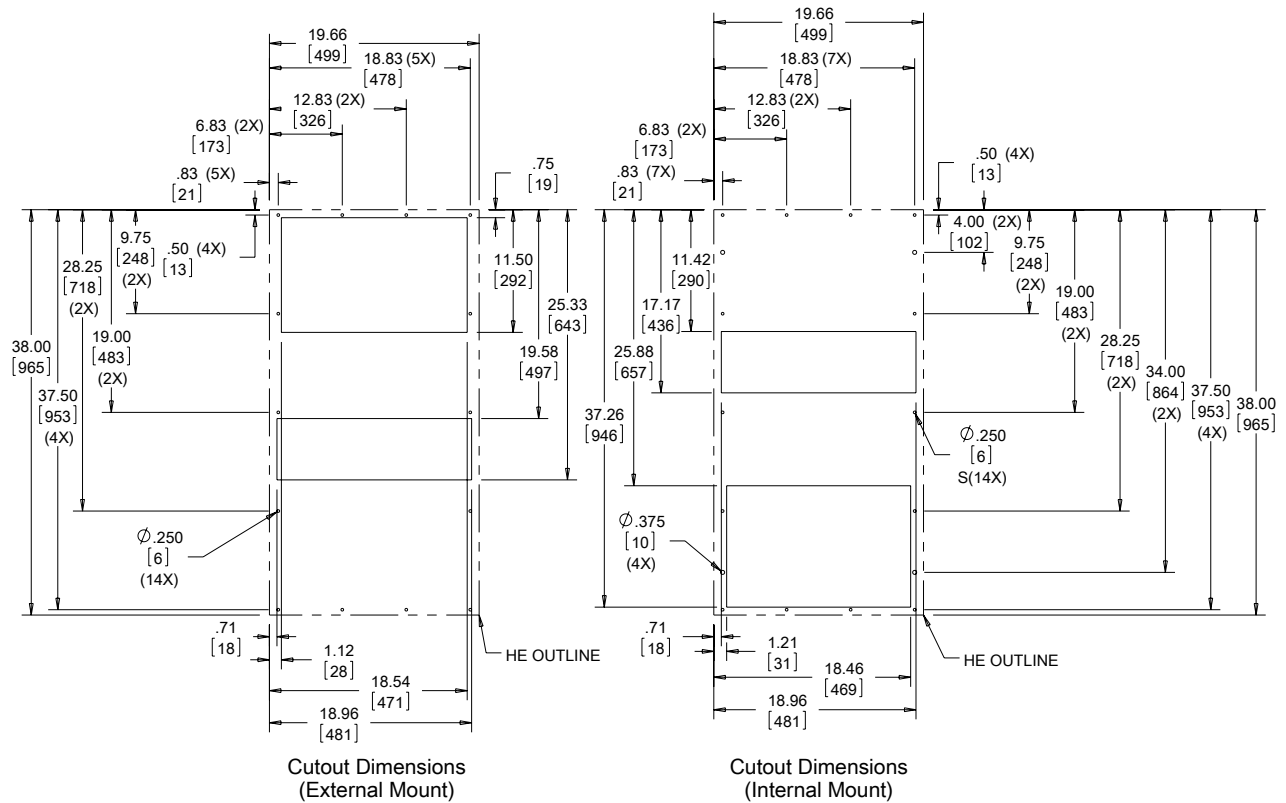 19.66
[499]
18.83 (5X)
[478]
12.83 (2X)
[326]
6.83 (2X)
[173]
.83 (5X)
[21]
.75
[19]
9.75
[248]
(2X)
.50 (4X)
[13]
28.25
[718]
(2X)
19.00
[483]
(2X)
38.00
[965]
37.50
[953]
(4X)
11.50
[292]
25.33
[643]
19.58
[497]
Ø.250
[6]
(14X)
.71
[18]
1.12
[28]
18.54
[471]
18.96
[481]
HE OUTLINE
Cutout Dimensions
(External Mount)
19.66
[499]
18.83 (7X)
[478]
12.83 (2X)
[326]
6.83 (2X)
[173]
.83 (7X)
[21]
.50 (4X)
[13]
4.00 (2X)
[102]
11.42
[290]
17.17
[436]
25.88
[657]
37.26
[946]
9.75
[248]
(2X)
19.00
[483]
(2X)
28.25
[718]
(2X)
34.00
[864]
(2X)
37.50
[953]
(4X)
38.00
[965]
Ø.250
[6]
S(14X)
Ø.375
[10]
(4X)
.71
[18]
1.21
[31]
18.46
[469]
18.96
[481]
HE OUTLINE
Cutout Dimensions
(Internal Mount)